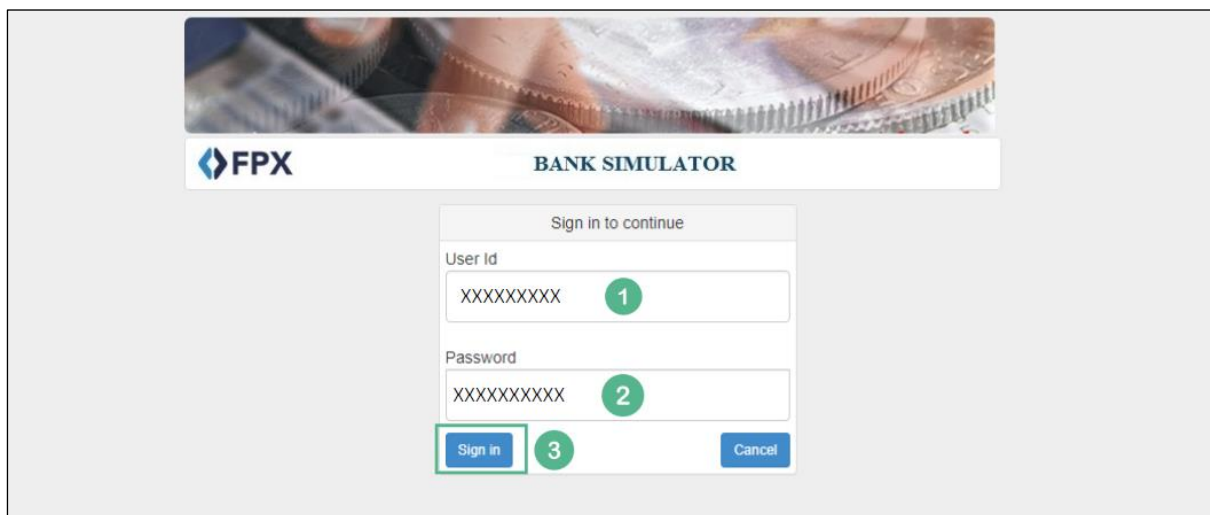 FPX
BANK SIMULATOR
Sign in to continue
User Id
XXXXXXXXX 1
Password
XXXXXXXXXX 2
Sign in 3 Cancel